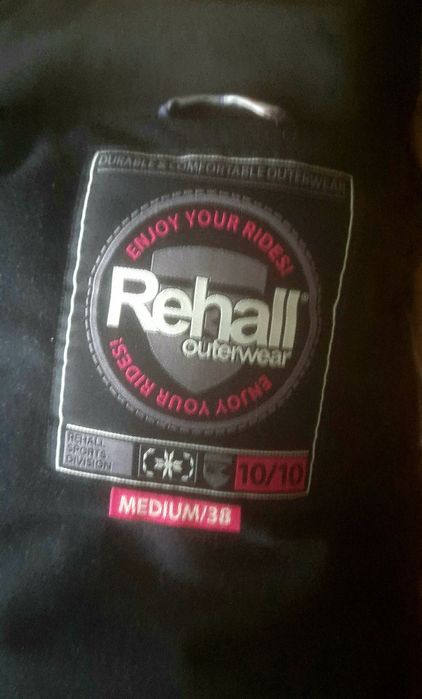 DURABLE & COMFORTABLE OUTERWEAR
ENJOY YOUR RIDES!
Rehall®
outerwear
ENJOY YOUR RIDES!
REHALL
SPORTS
DIVISION
10/10
MEDIUM/38